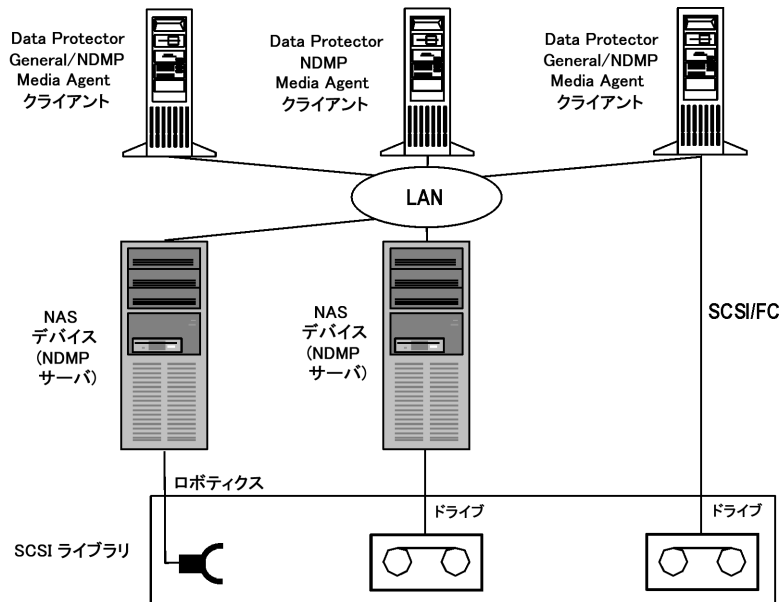 Data Protector
General/NDMP
Media Agent
クライアント
Data Protector
NDMP
Media Agent
クライアント
Data Protector
General/NDMP
Media Agent
クライアント
LAN
NAS
デバイス
(NDMP
サーバ)
NAS
デバイス
(NDMP
サーバ)
SCSI/FC
ロボティクス
ドライブ
ドライブ
SCSI ライブラリ